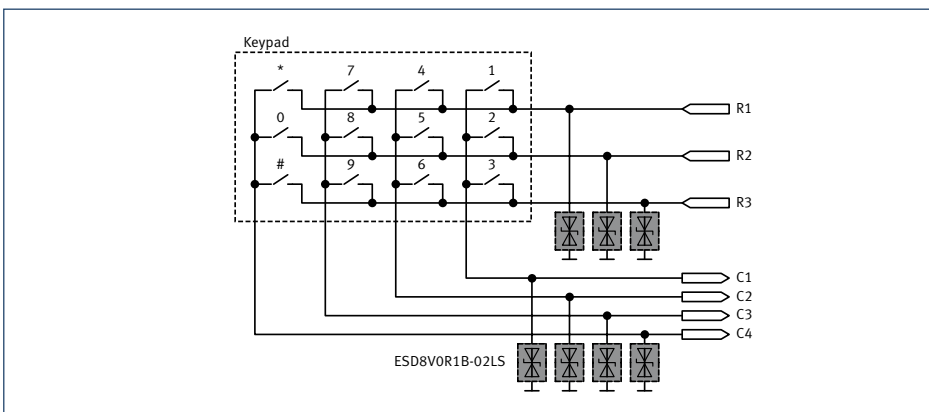 Keypad
* 7 4 1
R1
0 8 5 2
R2
# 9 6 3
R3
C1
C2
C3
C4
ESD8V0R1B-02LS